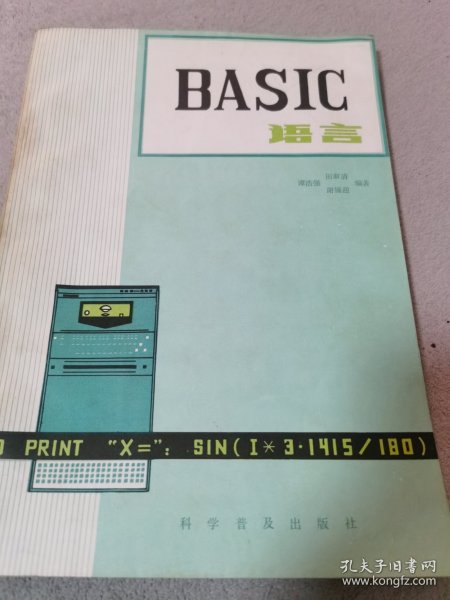 BASIC
语言
田淑清
谭浩强 编著
谢锡迎
PRINT "X="; SIN(I*3·1415/180)
科学普及出版社
孔夫子旧书网
www.kongfz.com